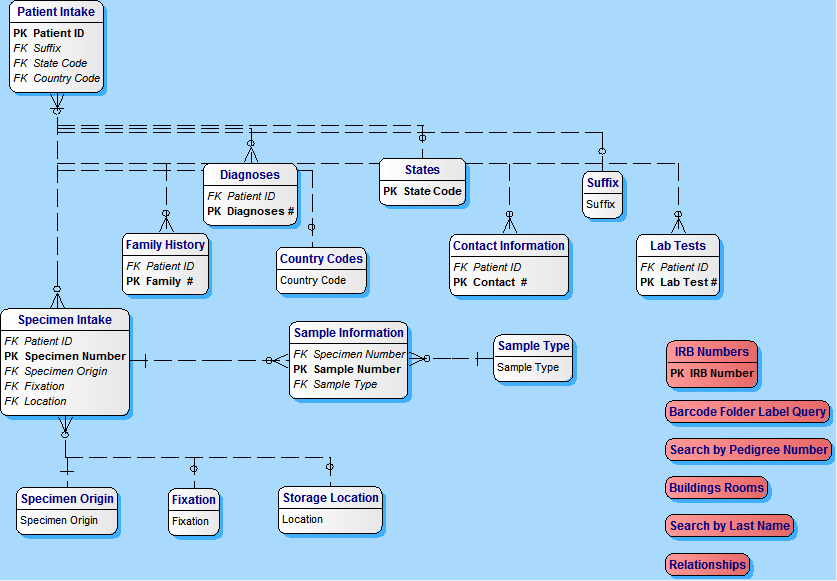 Patient Intake
PK Patient ID
FK Suffix
FK State Code
FK Country Code
Diagnoses
FK Patient ID
PK Diagnoses #
States
PK State Code
Suffix
Suffix
Family History
FK Patient ID
PK Family #
Country Codes
Country Code
Contact Information
FK Patient ID
PK Contact #
Lab Tests
FK Patient ID
PK Lab Test #
Specimen Intake
FK Patient ID
PK Specimen Number
FK Specimen Origin
FK Fixation
FK Location
Sample Information
FK Specimen Number
PK Sample Number
FK Sample Type
Sample Type
Sample Type
IRB Numbers
PK IRB Number
Barcode Folder Label Query
Search by Pedigree Number
Buildings Rooms
Search by Last Name
Relationships
Specimen Origin
Specimen Origin
Fixation
Fixation
Storage Location
Location